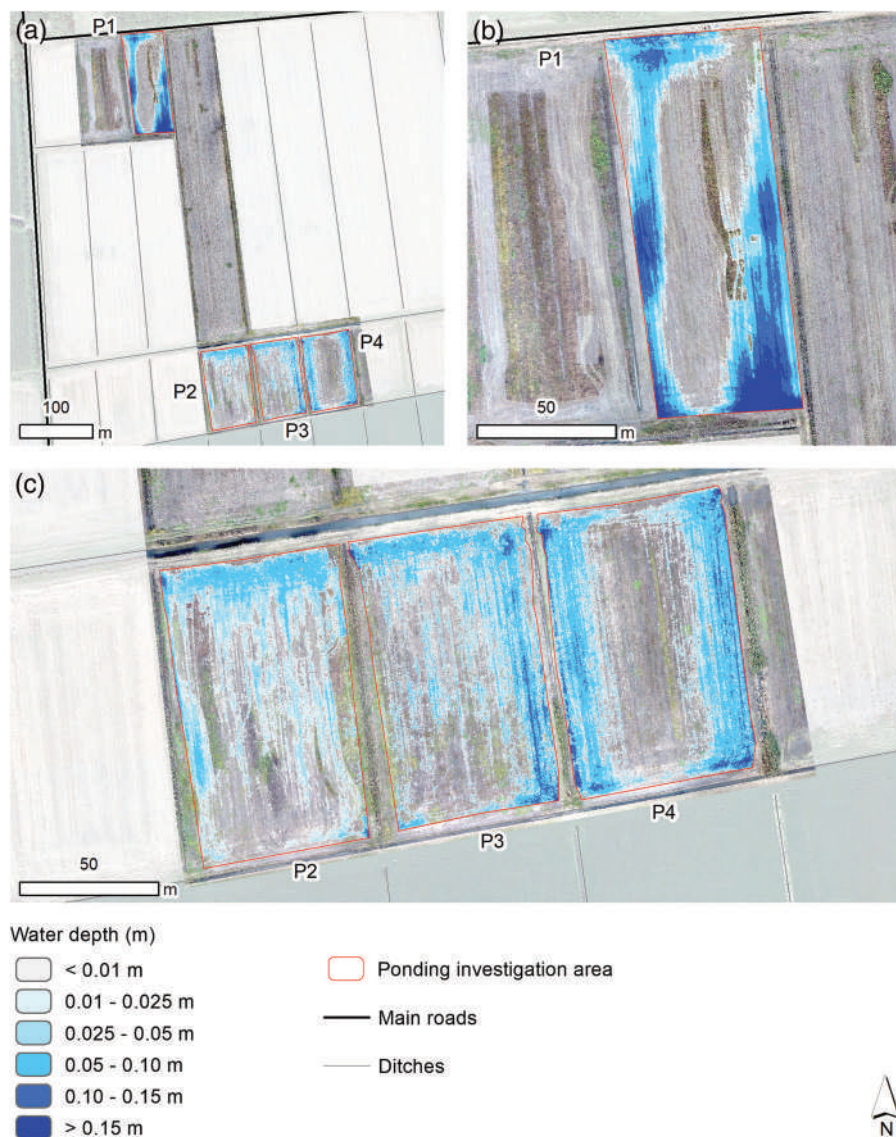 (a)
P1
P2
P3
P4
100
m
(b)
P1
50
m
(c)
P2
P3
P4
50
m
Water depth (m)
< 0.01 m
0.01 - 0.025 m
0.025 - 0.05 m
0.05 - 0.10 m
0.10 - 0.15 m
> 0.15 m
Ponding investigation area
Main roads
Ditches
N